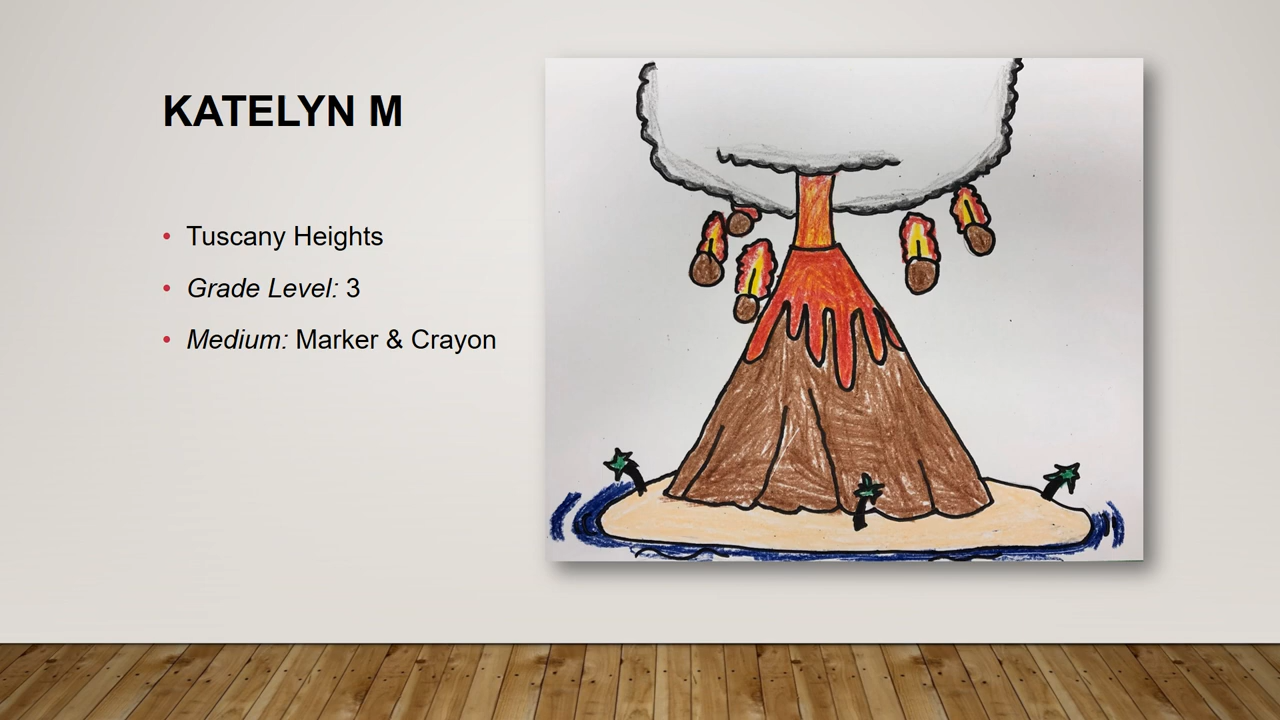 KATELYN M
• Tuscany Heights
• Grade Level: 3
• Medium: Marker & Crayon